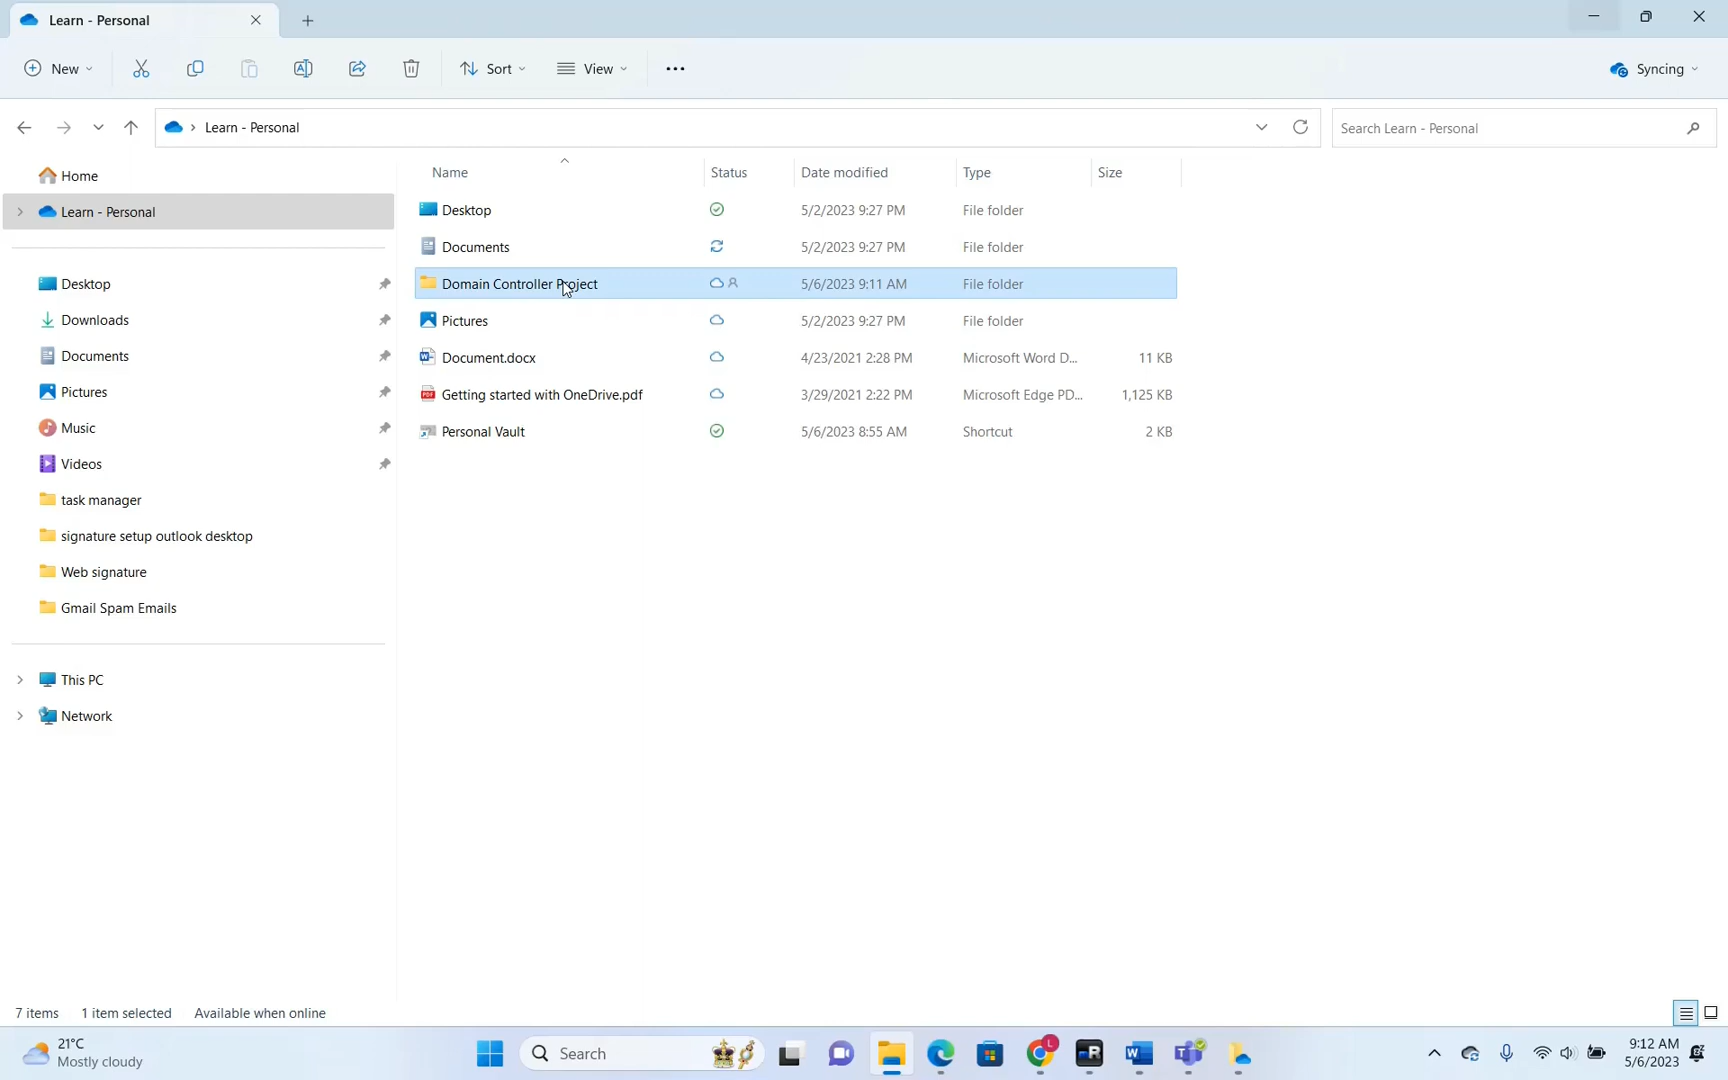 Learn - Personal
New
Sort
View
Syncing
Learn - Personal
Search Learn - Personal
Home
Learn - Personal
Desktop
Downloads
Documents
Pictures
Music
Videos
task manager
signature setup outlook desktop
Web signature
Gmail Spam Emails
This PC
Network
Name Status Date modified Type Size
Desktop 5/2/2023 9:27 PM File folder
Documents 5/2/2023 9:27 PM File folder
Domain Controller Project 5/6/2023 9:11 AM File folder
Pictures 5/2/2023 9:27 PM File folder
Document.docx 4/23/2021 2:28 PM Microsoft Word D... 11 KB
Getting started with OneDrive.pdf 3/29/2021 2:22 PM Microsoft Edge PD... 1,125 KB
Personal Vault 5/6/2023 8:55 AM Shortcut 2 KB
7 items 1 item selected Available when online
21°C
Mostly cloudy
Search
L
9:12 AM
5/6/2023